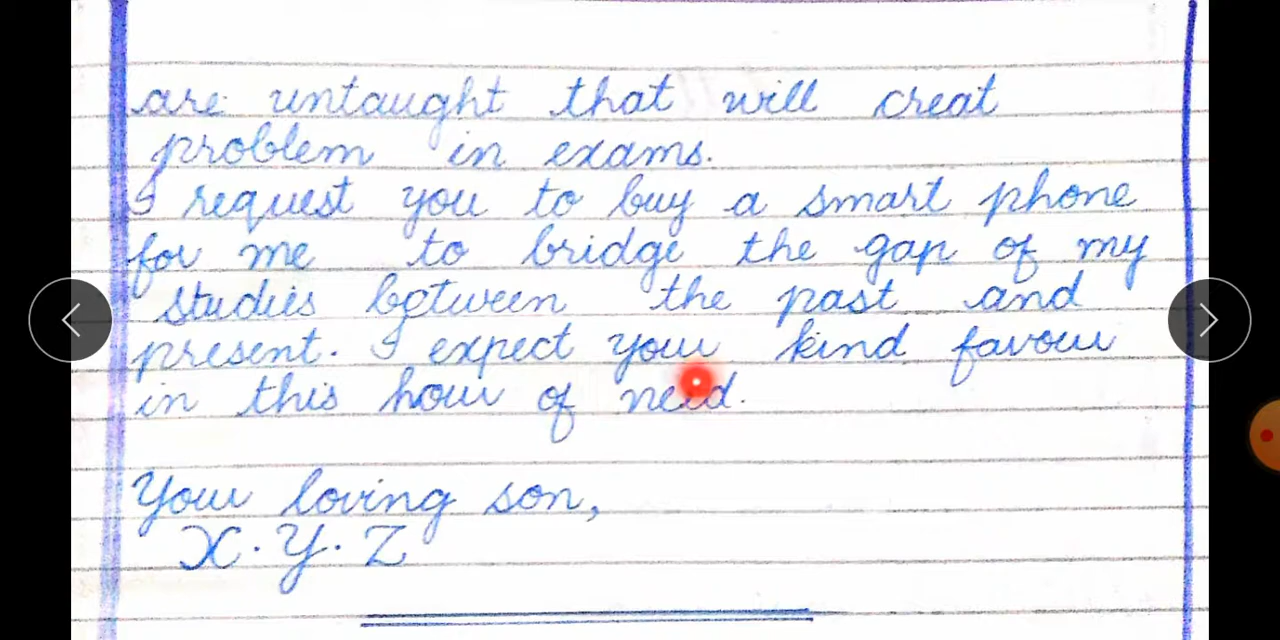 are untaught that will creat
problem in exams.
I request you to buy a smart phone
for me to bridge the gap of my
studies between the past and
present. I expect your kind favour
in this hour of need.
Your loving son,
X. Y. Z